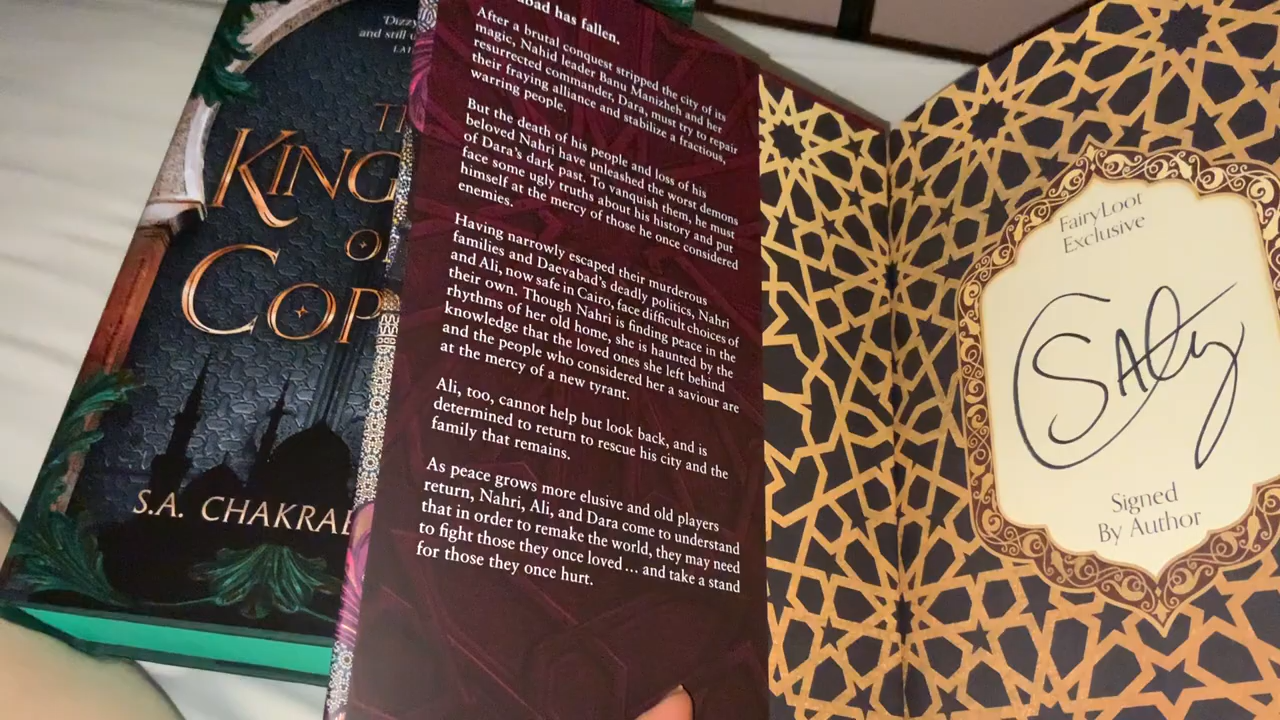 'Dizzy
and still
THE
KING
OF
COP
S.A. CHAKRAB
bad has fallen.
After a brutal conquest stripped the city of its
magic, Nahid leader Banu Manizheh and her
resurrected commander, Dara, must try to repair
their fraying alliance and stabilize a fractious,
warring people.
But the death of his people and loss of his
beloved Nahri have unleashed the worst demons
of Dara's dark past. To vanquish them, he must
face some ugly truths about his history and put
himself at the mercy of those he once considered
enemies.
Having narrowly escaped their murderous
families and Daevabad's deadly politics, Nahri
and Ali, now safe in Cairo, face difficult choices of
their own. Though Nahri is finding peace in the
rhythms of her old home, she is haunted by the
knowledge that the loved ones she left behind
and the people who considered her a saviour are
at the mercy of a new tyrant.
Ali, too, cannot help but look back, and is
determined to return to rescue his city and the
family that remains.
As peace grows more elusive and old players
return, Nahri, Ali, and Dara come to understand
that in order to remake the world, they may need
to fight those they once loved ... and take a stand
for those they once hurt.
FairyLoot
Exclusive
Signed
By Author